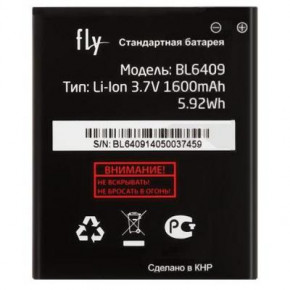 fly Стандартная батарея
Модель: BL6409
Тип: Li-Ion 3.7V 1600mAh
5.92Wh
S/N: BL640914050037459
ВНИМАНИЕ!
НЕ ВСКРЫВАТЬ!
НЕ БРОСАТЬ В ОГОНЬ!
Сделано в КНР